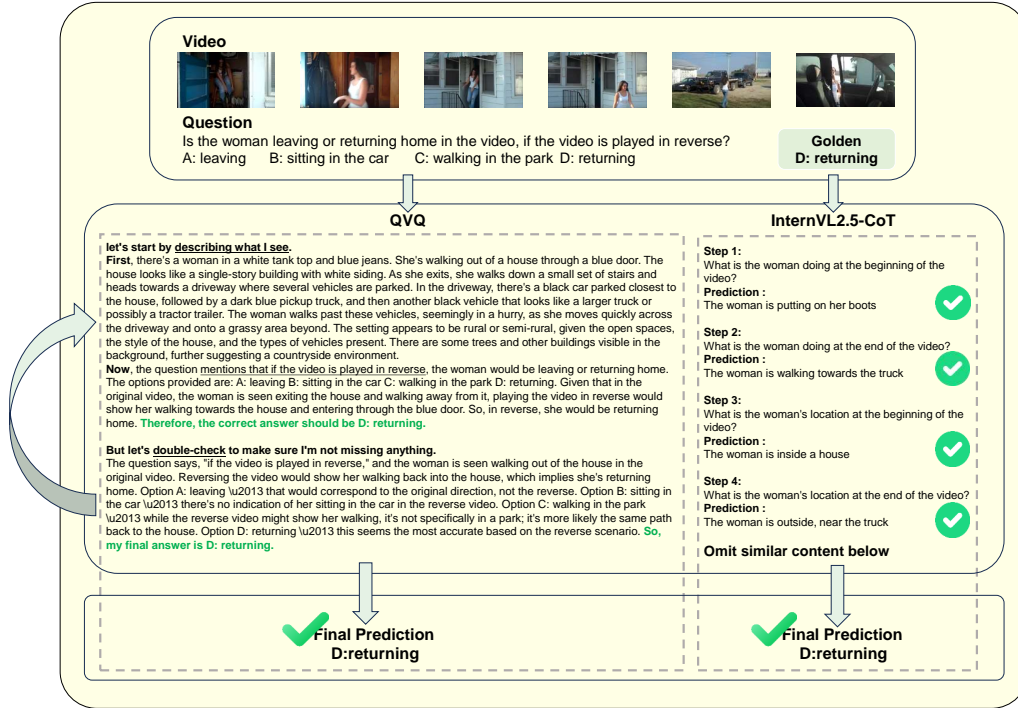 Video
Question
Is the woman leaving or returning home in the video, if the video is played in reverse?
A: leaving B: sitting in the car C: walking in the park D: returning
Golden
D: returning
QVQ
let's start by describing what I see.
First, there's a woman in a white tank top and blue jeans. She's walking out of a house through a blue door. The
house looks like a single-story building with white siding. As she exits, she walks down a small set of stairs and
heads towards a driveway where several vehicles are parked. In the driveway, there's a black car parked closest to
the house, followed by a dark blue pickup truck, and then another black vehicle that looks like a larger truck or
possibly a tractor trailer. The woman walks past these vehicles, seemingly in a hurry, as she moves quickly across
the driveway and onto a grassy area beyond. The setting appears to be rural or semi-rural, given the open spaces,
the style of the house, and the types of vehicles present. There are some trees and other buildings visible in the
background, further suggesting a countryside environment.
Now, the question mentions that if the video is played in reverse, the woman would be leaving or returning home.
The options provided are: A: leaving B: sitting in the car C: walking in the park D: returning. Given that in the
original video, the woman is seen exiting the house and walking away from it, playing the video in reverse would
show her walking towards the house and entering through the blue door. So, in reverse, she would be returning
home. Therefore, the correct answer should be D: returning.
But let's double-check to make sure I'm not missing anything.
The question says, "if the video is played in reverse," and the woman is seen walking out of the house in the
original video. Reversing the video would show her walking back into the house, which implies she's returning
home. Option A: leaving \u2013 that would correspond to the original direction, not the reverse. Option B: sitting in
the car \u2013 there's no indication of her sitting in the car in the reverse video. Option C: walking in the park
\u2013 while the reverse video might show her walking, it's not specifically in a park; it's more likely the same path
back to the house. Option D: returning \u2013 this seems the most accurate based on the reverse scenario. So,
my final answer is D: returning.
InternVL2.5-CoT
Step 1:
What is the woman doing at the beginning of the
video?
Prediction :
The woman is putting on her boots
Step 2:
What is the woman doing at the end of the video?
Prediction :
The woman is walking towards the truck
Step 3:
What is the woman's location at the beginning of the
video?
Prediction :
The woman is inside a house
Step 4:
What is the woman's location at the end of the video?
Prediction :
The woman is outside, near the truck
Omit similar content below
Final Prediction
D:returning
Final Prediction
D:returning